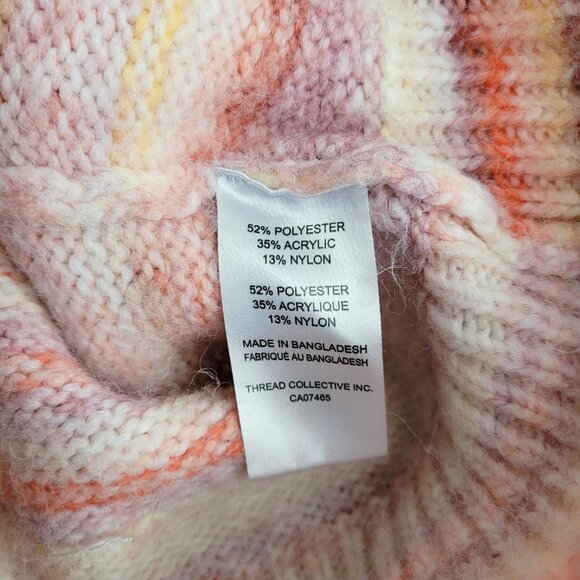 52% POLYESTER
35% ACRYLIC
13% NYLON
52% POLYESTER
35% ACRYLIQUE
13% NYLON
MADE IN BANGLADESH
FABRIQUÉ AU BANGLADESH
THREAD COLLECTIVE INC.
CA07465